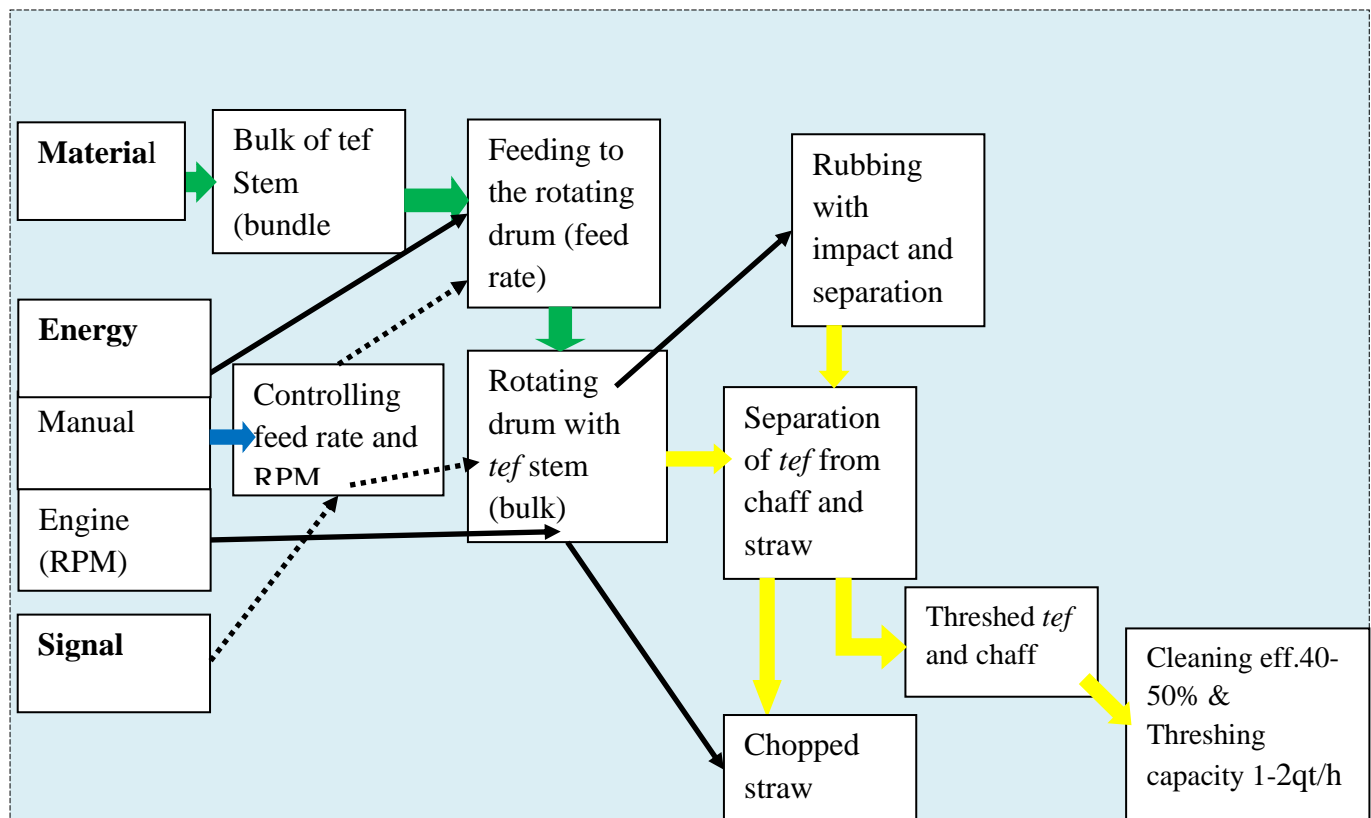 Material
Bulk of tef
Stem
(bundle
Feeding to
the rotating
drum (feed
rate)
Rubbing
with
impact and
separation
Energy
Manual
Engine
(RPM)
Controlling
feed rate and
RPM
Rotating
drum with
tef stem
(bulk)
Separation
of tef from
chaff and
straw
Signal
Threshed tef
and chaff
Chopped
straw
Cleaning eff.40-
50% &
Threshing
capacity 1-2qt/h